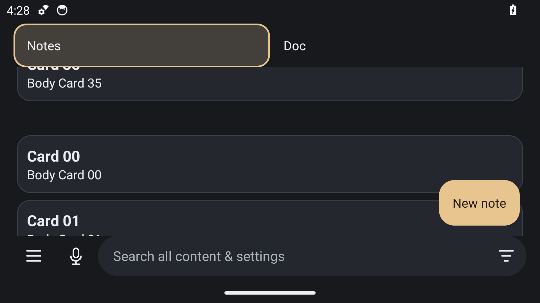 4:28
Notes
Doc
Body Card 35
Card 00
Body Card 00
New note
Card 01
Search all content & settings